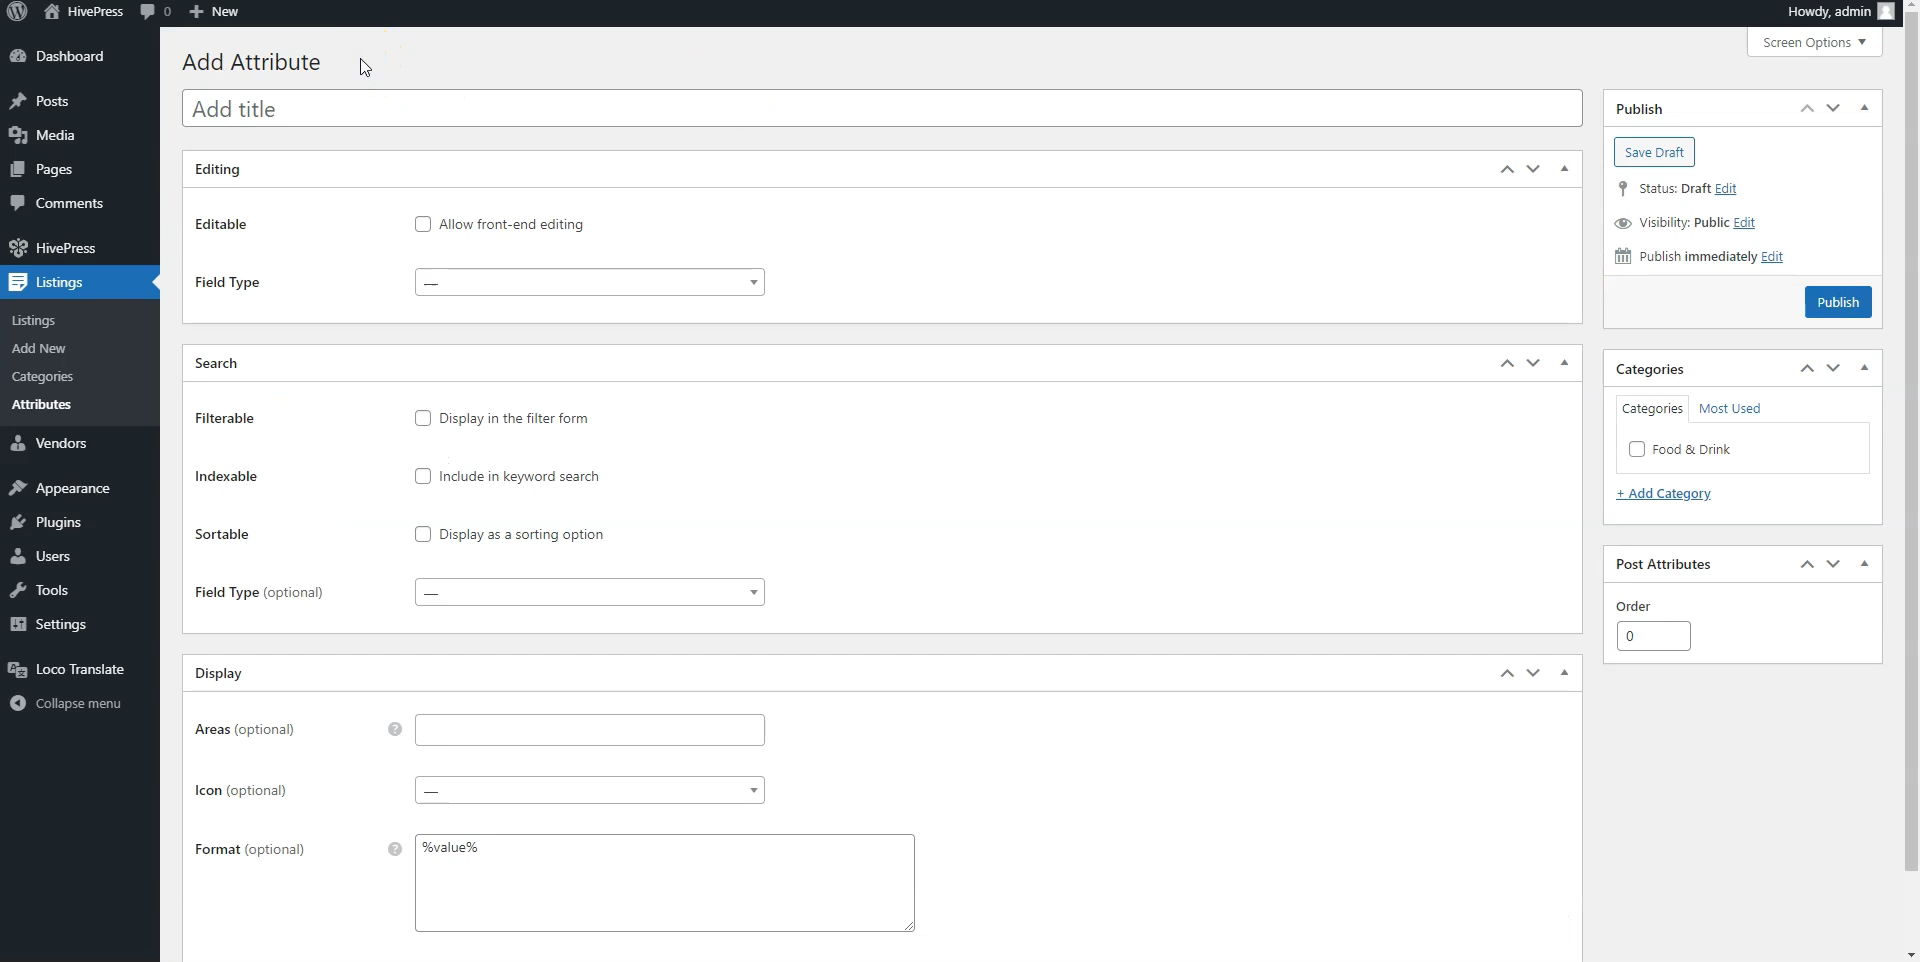 HivePress
0
New
Howdy, admin
Dashboard
Posts
Media
Pages
Comments
HivePress
Listings
Listings
Add New
Categories
Attributes
Vendors
Appearance
Plugins
Users
Tools
Settings
Loco Translate
Collapse menu
Screen Options
Add Attribute
Add title
Editing
Editable
Allow front-end editing
Field Type
—
Search
Filterable
Display in the filter form
Indexable
Include in keyword search
Sortable
Display as a sorting option
Field Type (optional)
—
Display
Areas (optional)
?
Icon (optional)
—
Format (optional)
?
%value%
Publish
Save Draft
Status: Draft Edit
Visibility: Public Edit
Publish immediately Edit
Publish
Categories
Categories
Most Used
Food & Drink
+ Add Category
Post Attributes
Order
0